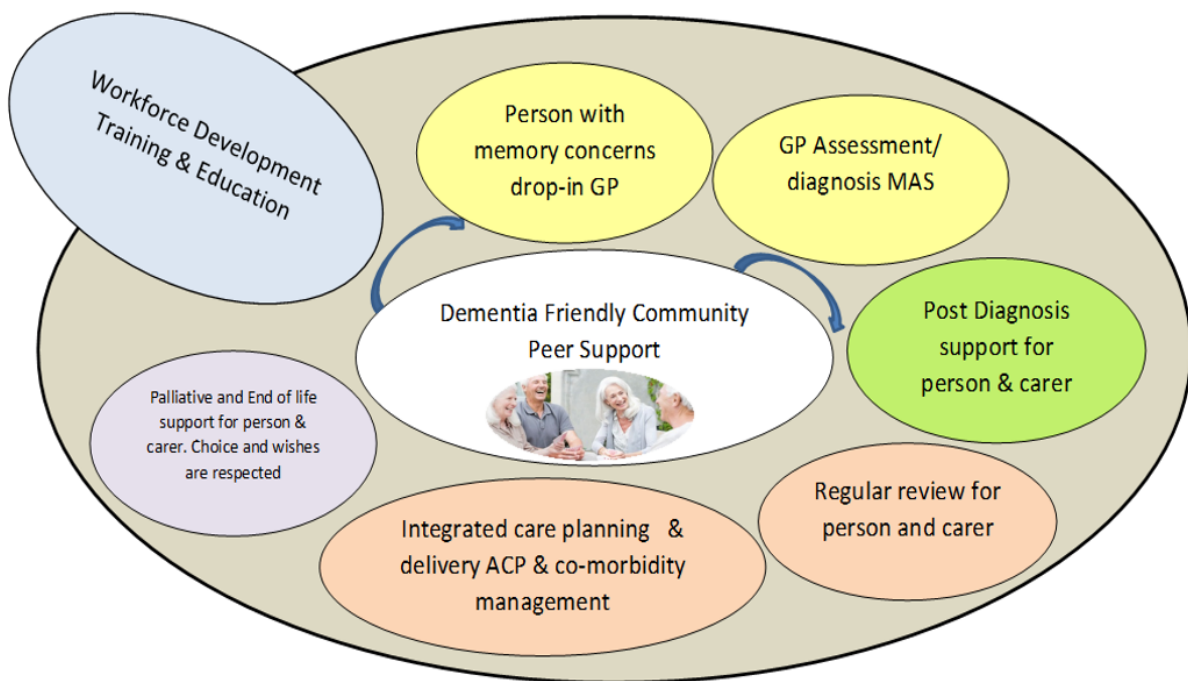 Workforce Development
Training & Education
Person with
memory concerns
drop-in GP
GP Assessment/
diagnosis MAS
Dementia Friendly Community
Peer Support
Post Diagnosis
support for
person & carer
Regular review for
person and carer
Integrated care planning & 
delivery ACP & co-morbidity
management
Palliative and End of life
support for person &
carer. Choice and wishes
are respected